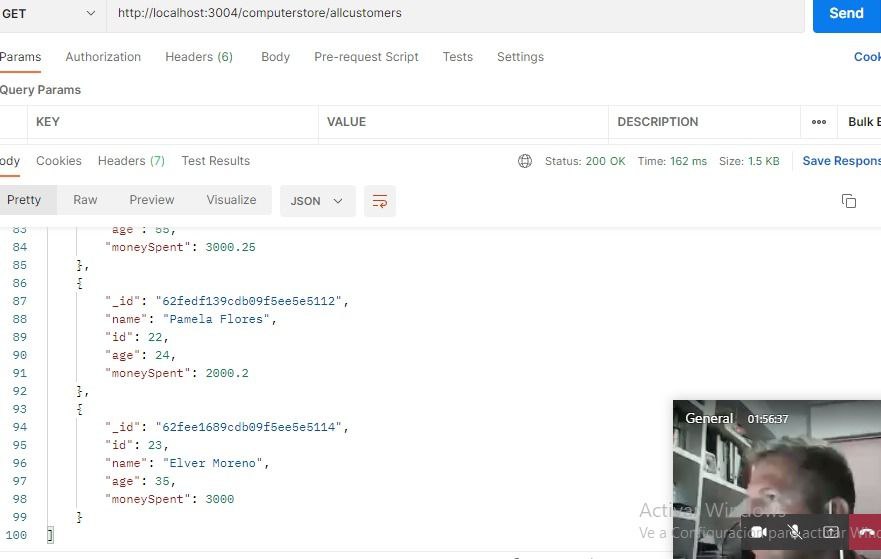 GET http://localhost:3004/computerstore/allcustomers Send
Params Authorization Headers (6) Body Pre-request Script Tests Settings Cook
Query Params
KEY VALUE DESCRIPTION ooo Bulk E
ody Cookies Headers (7) Test Results Status: 200 OK Time: 162 ms Size: 1.5 KB Save Respons
Pretty Raw Preview Visualize JSON
83 "age": 55,
84 "moneySpent": 3000.25
85 },
86 {
87 "_id": "62fedf139cdb09f5ee5e5112",
88 "name": "Pamela Flores",
89 "id": 22,
90 "age": 24,
91 "moneySpent": 2000.2
92 },
93 {
94 "_id": "62fee1689cdb09f5ee5e5114",
95 "id": 23,
96 "name": "Elver Moreno",
97 "age": 35,
98 "moneySpent": 3000
99 }
100 ]
General 01:56:37
Activar Windows
Ve a Configuración para activar Win